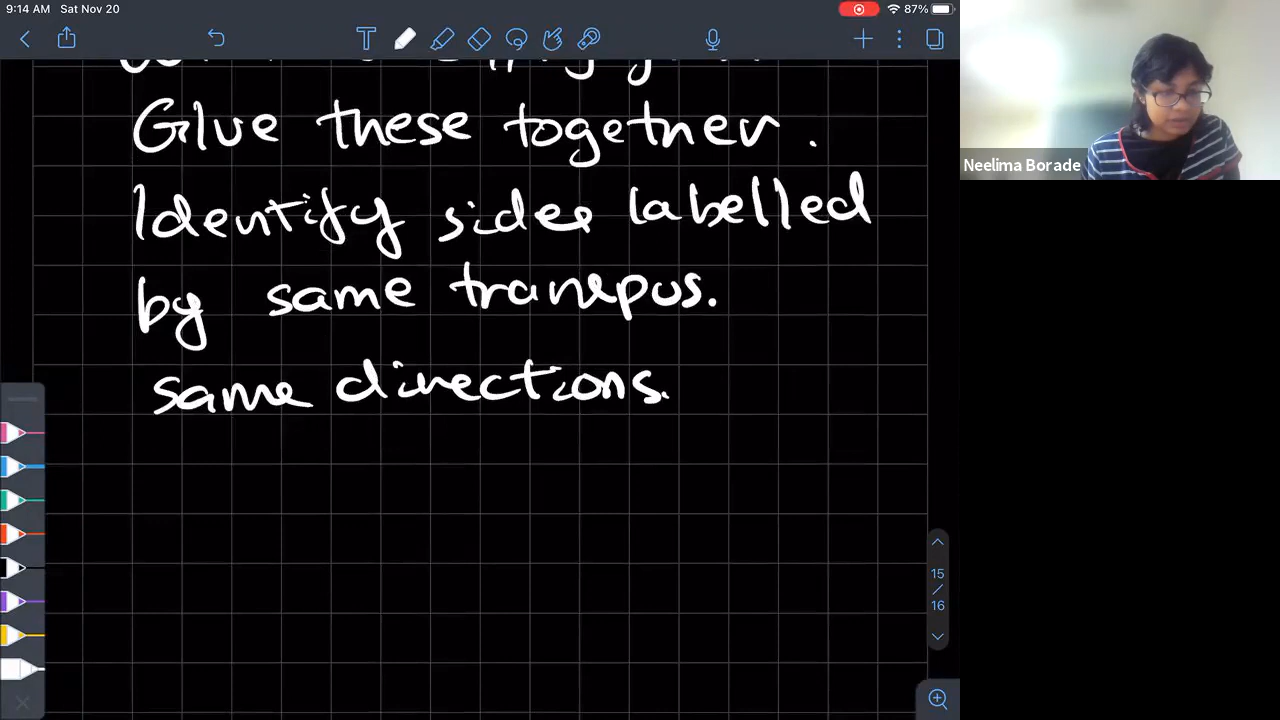 9:14 AM Sat Nov 20
87%
T
Glue these together.
Identify sides labelled
by same transpos.
same directions.
15
/
16
Neelima Borade